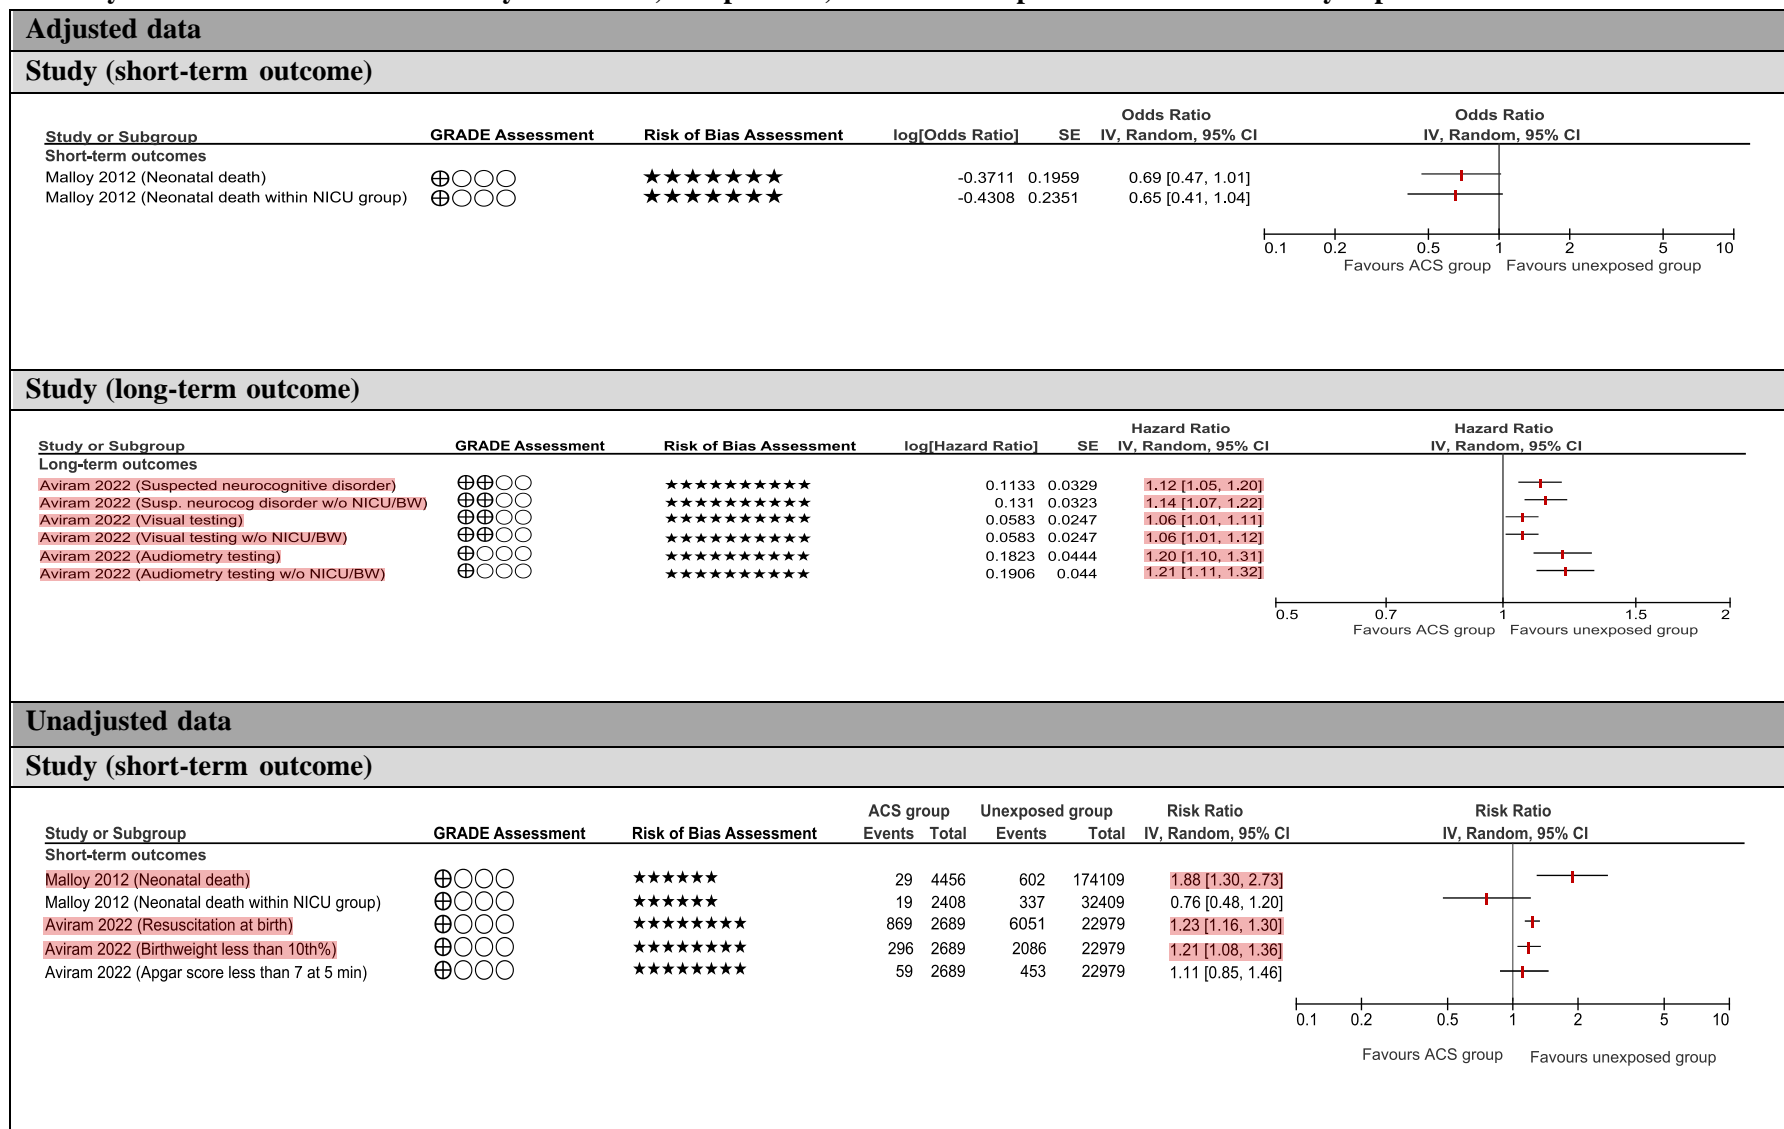 Adjusted data
Study (short-term outcome)
Odds Ratio Odds Ratio
Study or Subgroup GRADE Assessment Risk of Bias Assessment log[Odds Ratio] SE IV, Random, 95% CI IV, Random, 95% CI
Short-term outcomes
Malloy 2012 (Neonatal death) ⨁◯◯◯ ★★★★★★★ -0.3711 0.1959 0.69 [0.47, 1.01]
Malloy 2012 (Neonatal death within NICU group) ⨁◯◯◯ ★★★★★★★ -0.4308 0.2351 0.65 [0.41, 1.04]
0.1 0.2 0.5 1 2 5 10
Favours ACS group Favours unexposed group
Study (long-term outcome)
Hazard Ratio Hazard Ratio
Study or Subgroup GRADE Assessment Risk of Bias Assessment log[Hazard Ratio] SE IV, Random, 95% CI IV, Random, 95% CI
Long-term outcomes
Aviram 2022 (Suspected neurocognitive disorder) ⨁⨁◯◯ ★★★★★★★★★★ 0.1133 0.0329 1.12 [1.05, 1.20]
Aviram 2022 (Susp. neurocog disorder w/o NICU/BW) ⨁⨁◯◯ ★★★★★★★★★★ 0.131 0.0323 1.14 [1.07, 1.22]
Aviram 2022 (Visual testing) ⨁⨁◯◯ ★★★★★★★★★★ 0.0583 0.0247 1.06 [1.01, 1.11]
Aviram 2022 (Visual testing w/o NICU/BW) ⨁⨁◯◯ ★★★★★★★★★★ 0.0583 0.0247 1.06 [1.01, 1.12]
Aviram 2022 (Audiometry testing) ⨁◯◯◯ ★★★★★★★★★★ 0.1823 0.0444 1.20 [1.10, 1.31]
Aviram 2022 (Audiometry testing w/o NICU/BW) ⨁◯◯◯ ★★★★★★★★★★ 0.1906 0.044 1.21 [1.11, 1.32]
0.5 0.7 1 1.5 2
Favours ACS group Favours unexposed group
Unadjusted data
Study (short-term outcome)
ACS group Unexposed group Risk Ratio Risk Ratio
Study or Subgroup GRADE Assessment Risk of Bias Assessment Events Total Events Total IV, Random, 95% CI IV, Random, 95% CI
Short-term outcomes
Malloy 2012 (Neonatal death) ⨁◯◯◯ ★★★★★★ 29 4456 602 174109 1.88 [1.30, 2.73]
Malloy 2012 (Neonatal death within NICU group) ⨁◯◯◯ ★★★★★★ 19 2408 337 32409 0.76 [0.48, 1.20]
Aviram 2022 (Resuscitation at birth) ⨁◯◯◯ ★★★★★★★★ 869 2689 6051 22979 1.23 [1.16, 1.30]
Aviram 2022 (Birthweight less than 10th%) ⨁◯◯◯ ★★★★★★★★ 296 2689 2086 22979 1.21 [1.08, 1.36]
Aviram 2022 (Apgar score less than 7 at 5 min) ⨁◯◯◯ ★★★★★★★★ 59 2689 453 22979 1.11 [0.85, 1.46]
0.1 0.2 0.5 1 2 5 10
Favours ACS group Favours unexposed group